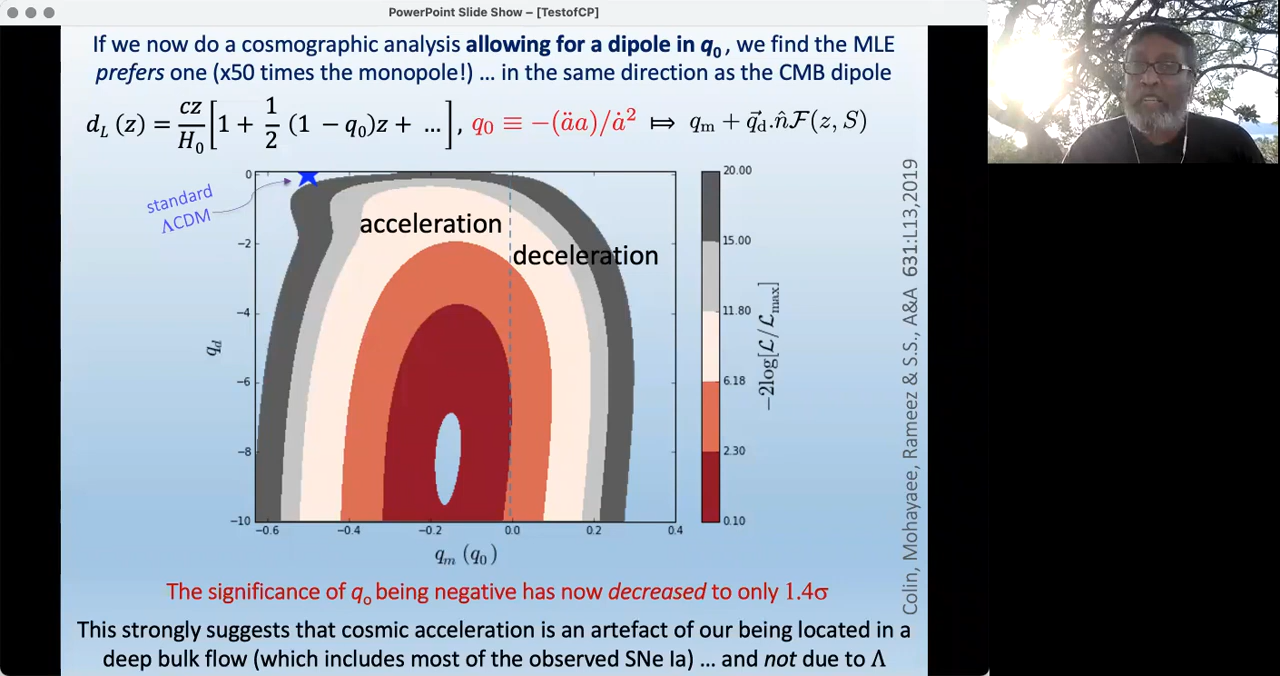 PowerPoint Slide Show – [TestofCP]
If we now do a cosmographic analysis allowing for a dipole in q₀, we find the MLE
prefers one (x50 times the monopole!) … in the same direction as the CMB dipole
d_L (z) = cz/H₀ [1 + 1/2 (1 − q₀)z + …], q₀ ≡ −(äa)/ȧ² ⟾ qₘ + q⃗_d.n̂ℱ(z, S)
standard
ΛCDM
acceleration
deceleration
0
−2
−4
−6
−8
−10
q_d
−0.6 −0.4 −0.2 0.0 0.2 0.4
qₘ (q₀)
20.00
15.00
11.80
6.18
2.30
0.10
−2log[ℒ/ℒₘₐₓ]
Colin, Mohayaee, Rameez & S.S., A&A 631:L13,2019
The significance of q₀ being negative has now decreased to only 1.4σ
This strongly suggests that cosmic acceleration is an artefact of our being located in a
deep bulk flow (which includes most of the observed SNe Ia) … and not due to Λ